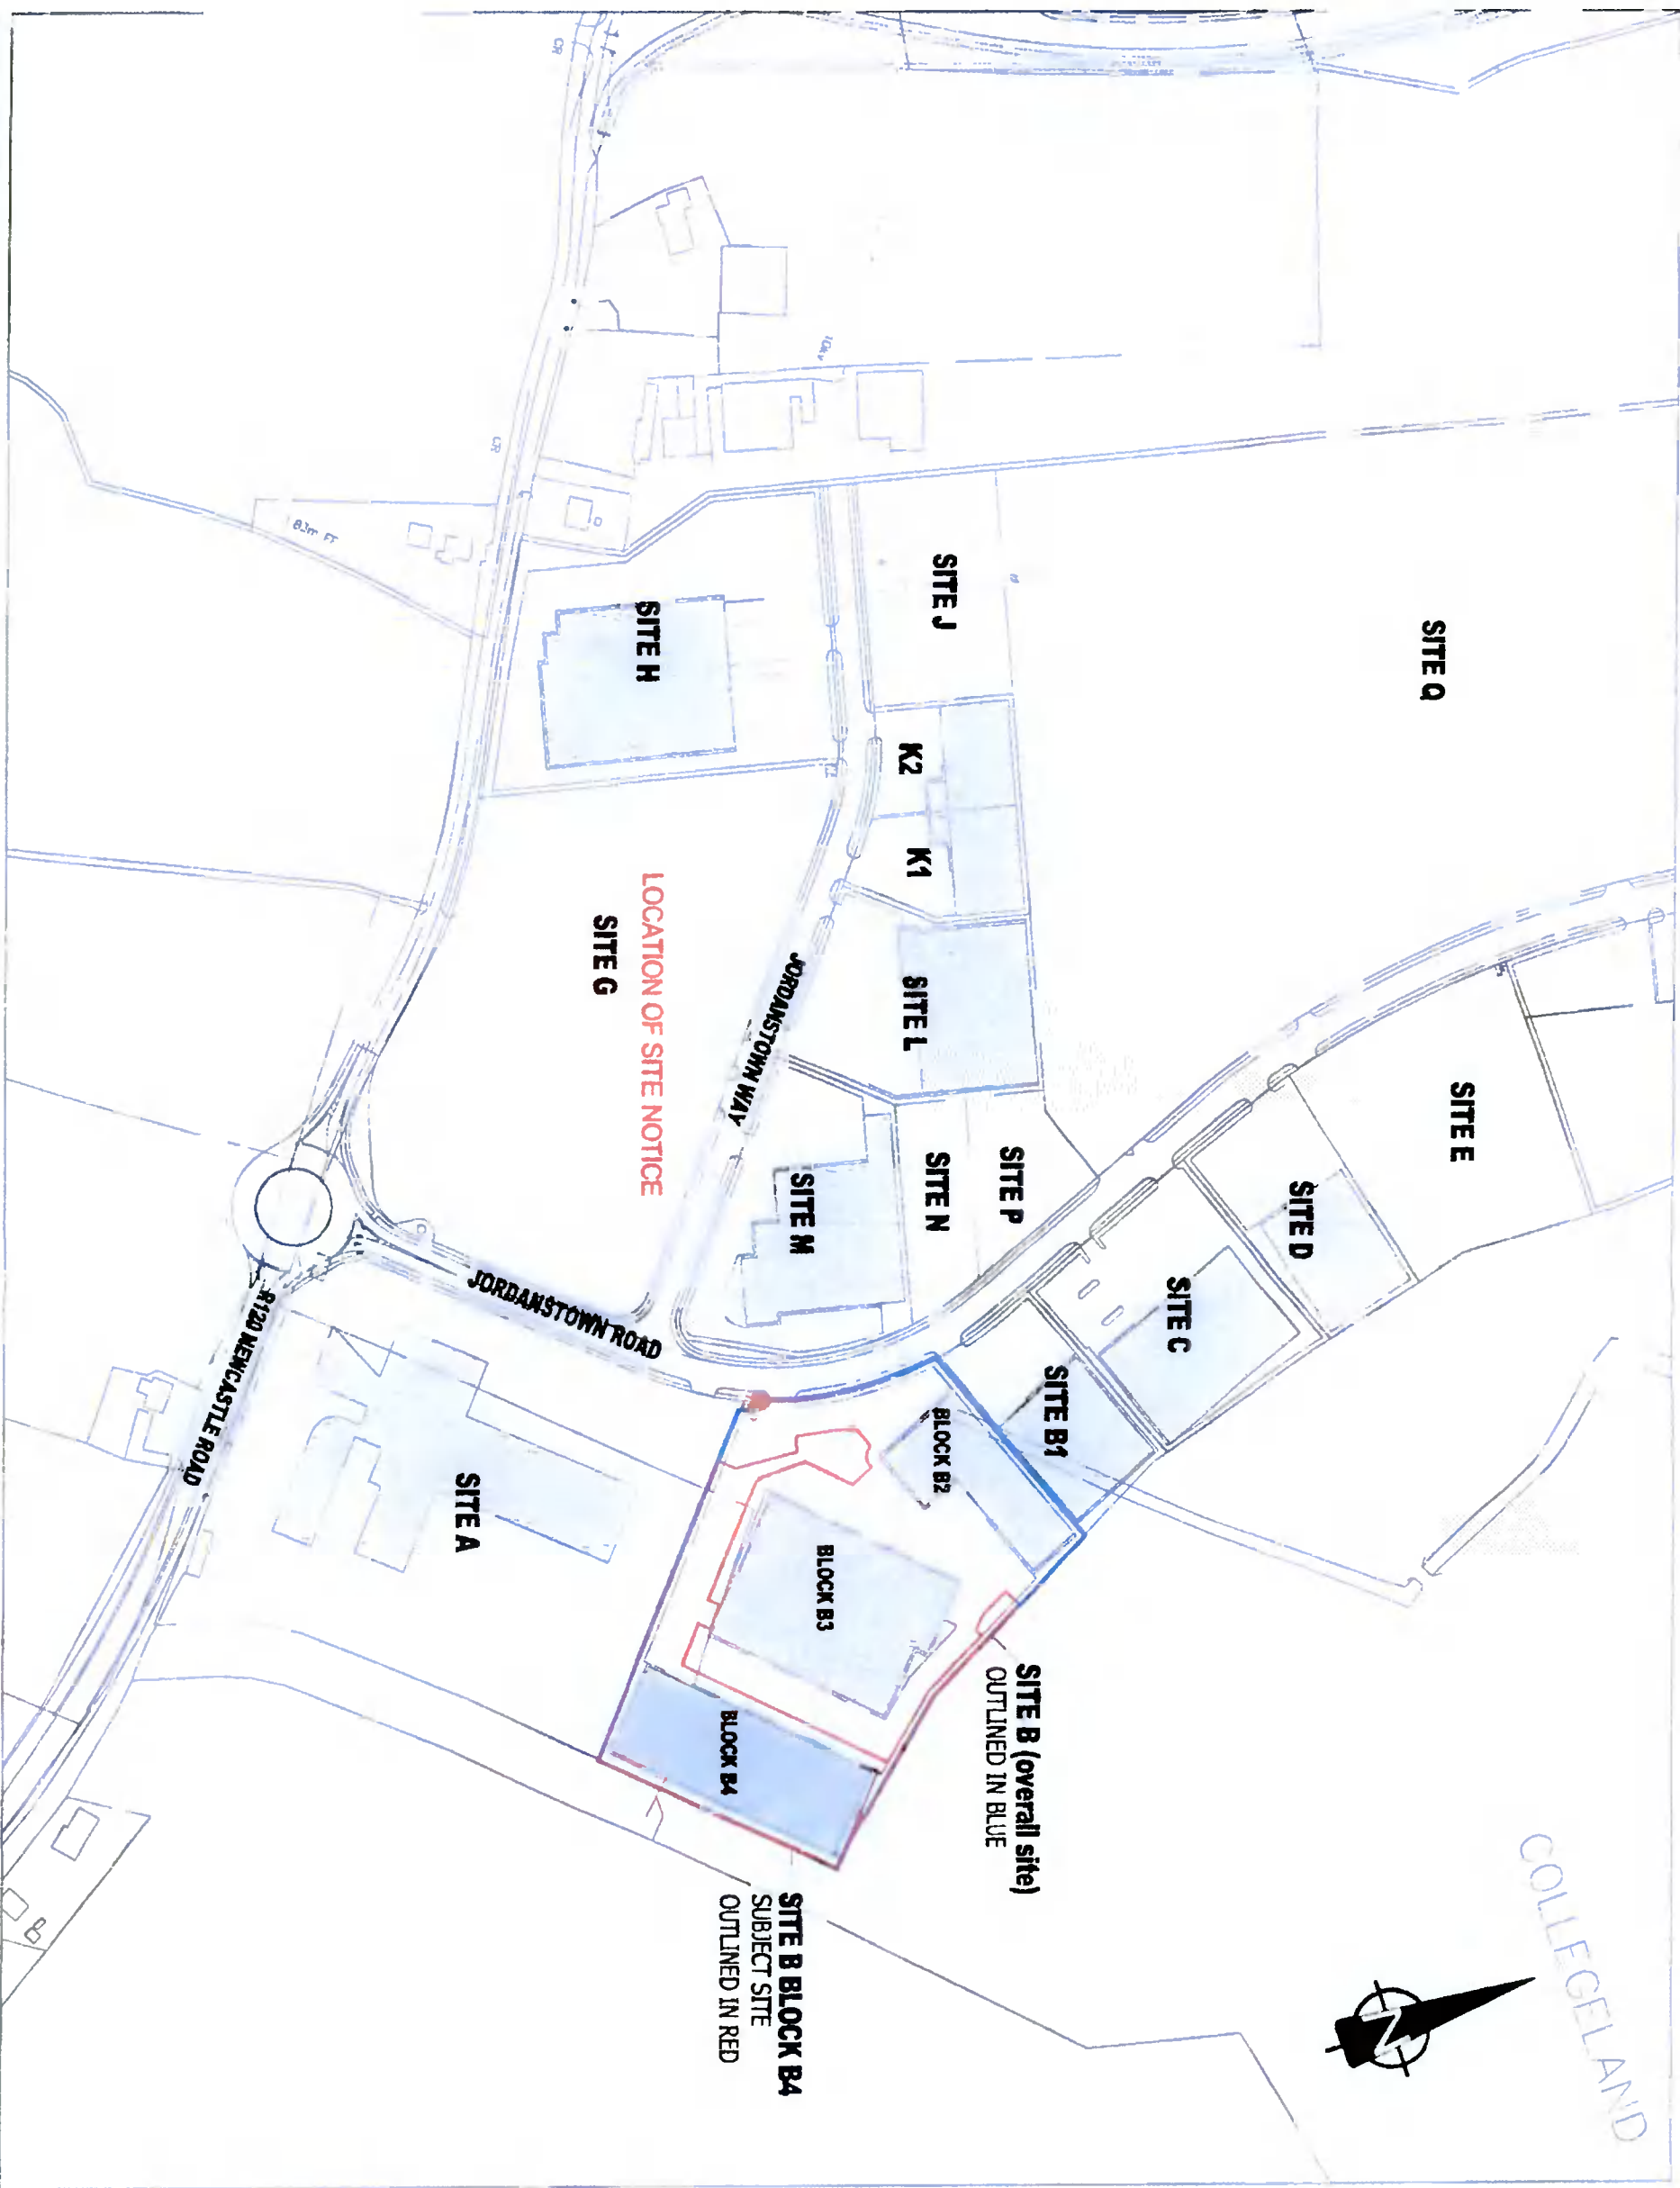 COLLEGELAND
N
SITE Q
SITE E
SITE D
SITE C
SITE B1
SITE J
K2
K1
SITE L
SITE P
SITE N
SITE M
SITE H
JORDANSTOWN WAY
LOCATION OF SITE NOTICE
SITE G
JORDANSTOWN ROAD
R120 NEWCASTLE ROAD
SITE A
BLOCK B2
BLOCK B3
BLOCK B4
SITE B (overall site)
OUTLINED IN BLUE
SITE B BLOCK B4
SUBJECT SITE
OUTLINED IN RED
CR
CR